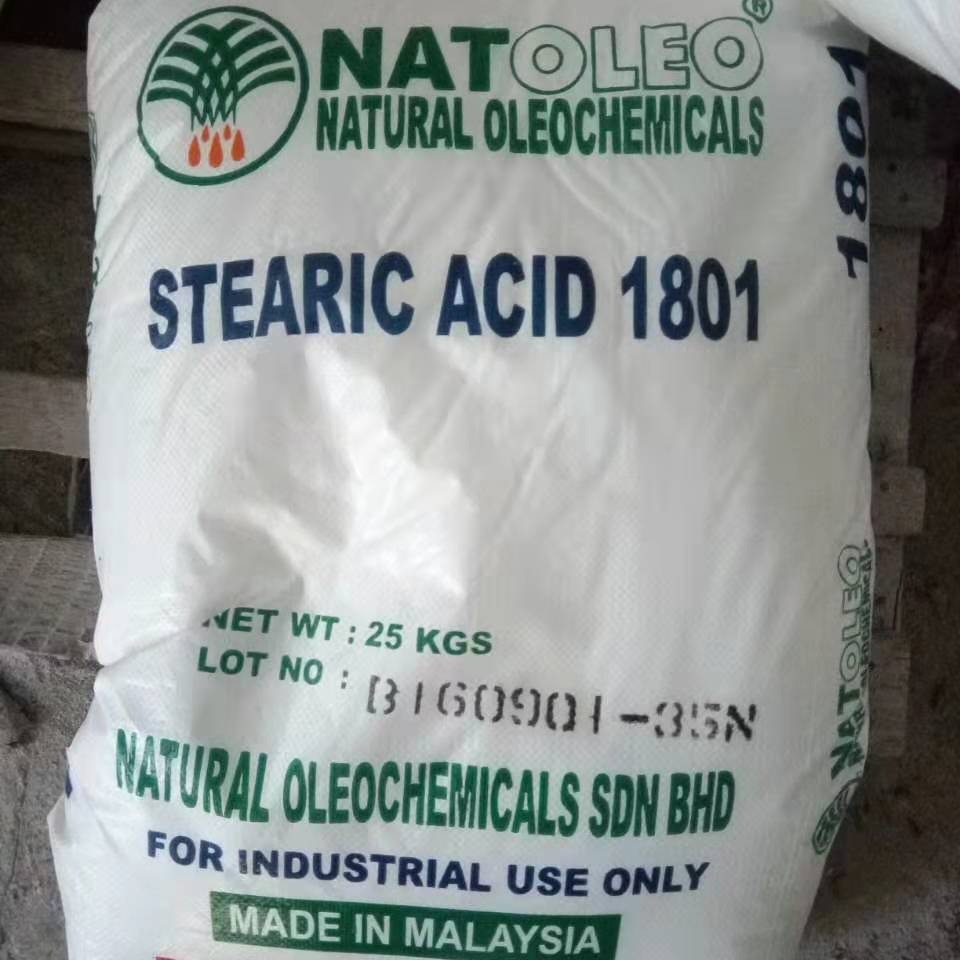 NATOLEO®
NATURAL OLEOCHEMICALS
STEARIC ACID 1801
NET WT : 25 KGS
LOT NO : B160901-35N
NATURAL OLEOCHEMICALS SDN BHD
FOR INDUSTRIAL USE ONLY
MADE IN MALAYSIA
1801
NATOLEO